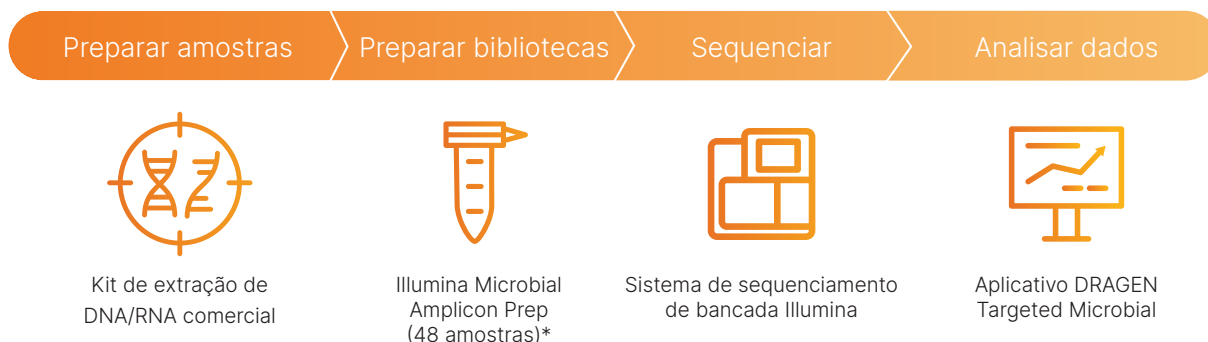 Preparar amostras
Preparar bibliotecas
Sequenciar
Analisar dados
Kit de extração de
DNA/RNA comercial
Illumina Microbial
Amplicon Prep
(48 amostras)*
Sistema de sequenciamento
de bancada Illumina
Aplicativo DRAGEN
Targeted Microbial